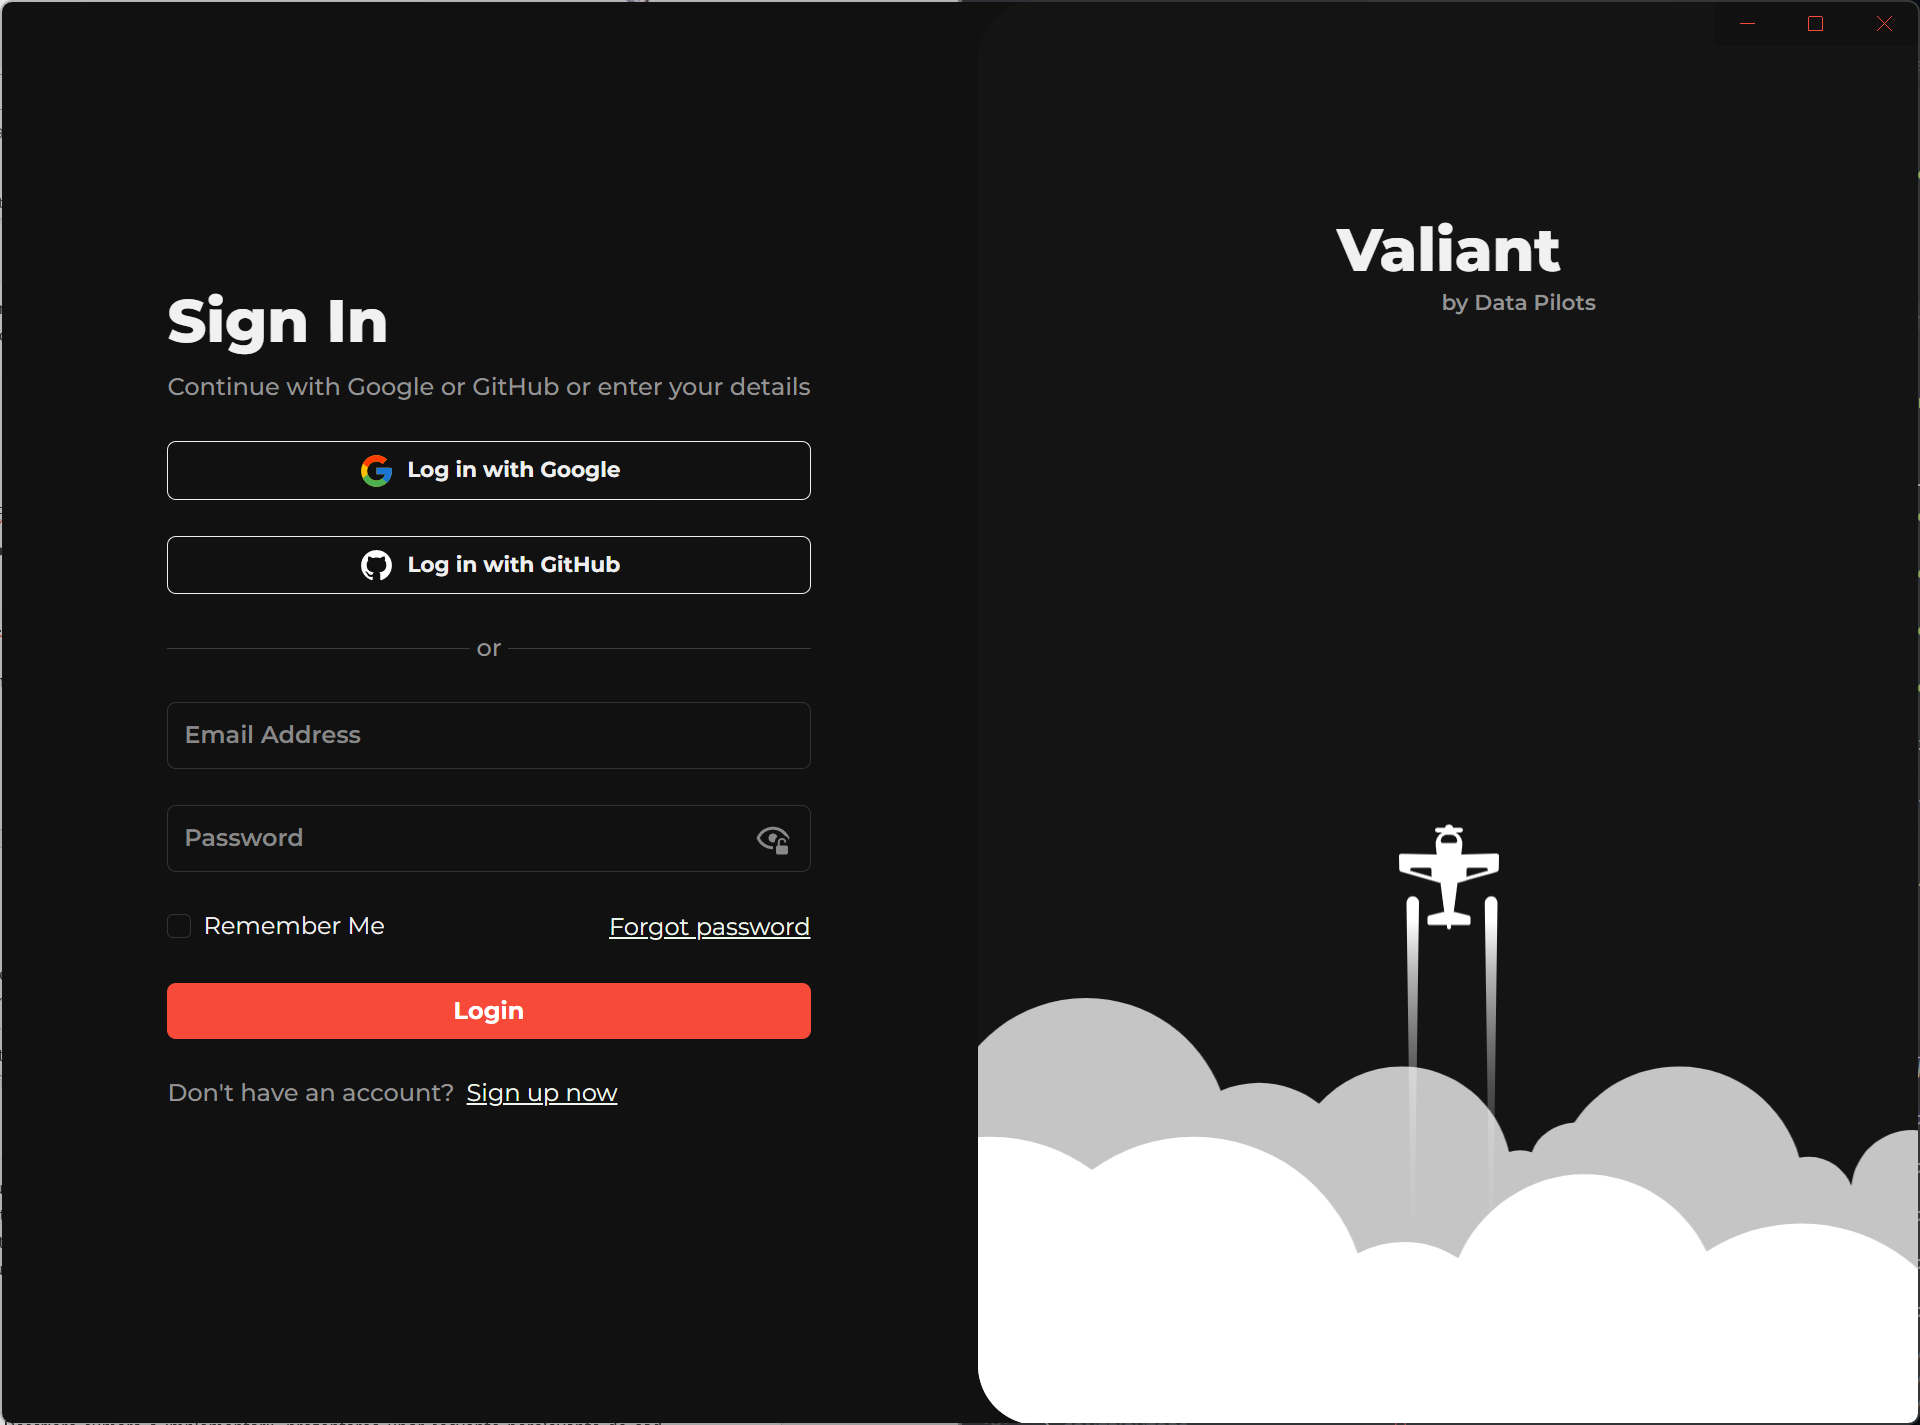 Sign In
Continue with Google or GitHub or enter your details
Log in with Google
Log in with GitHub
or
Email Address
Password
Remember Me
Forgot password
Login
Don't have an account? Sign up now
Valiant
by Data Pilots